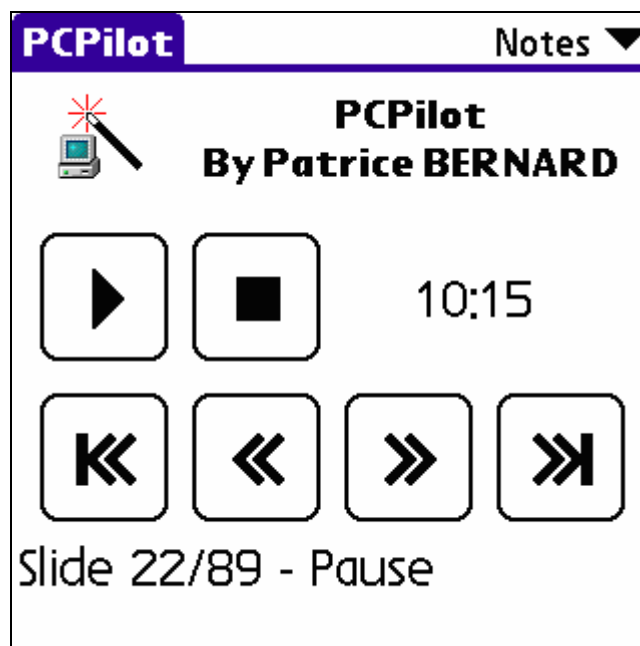 PCPilot
Notes
PCPilot
By Patrice BERNARD
10:15
Slide 22/89 - Pause